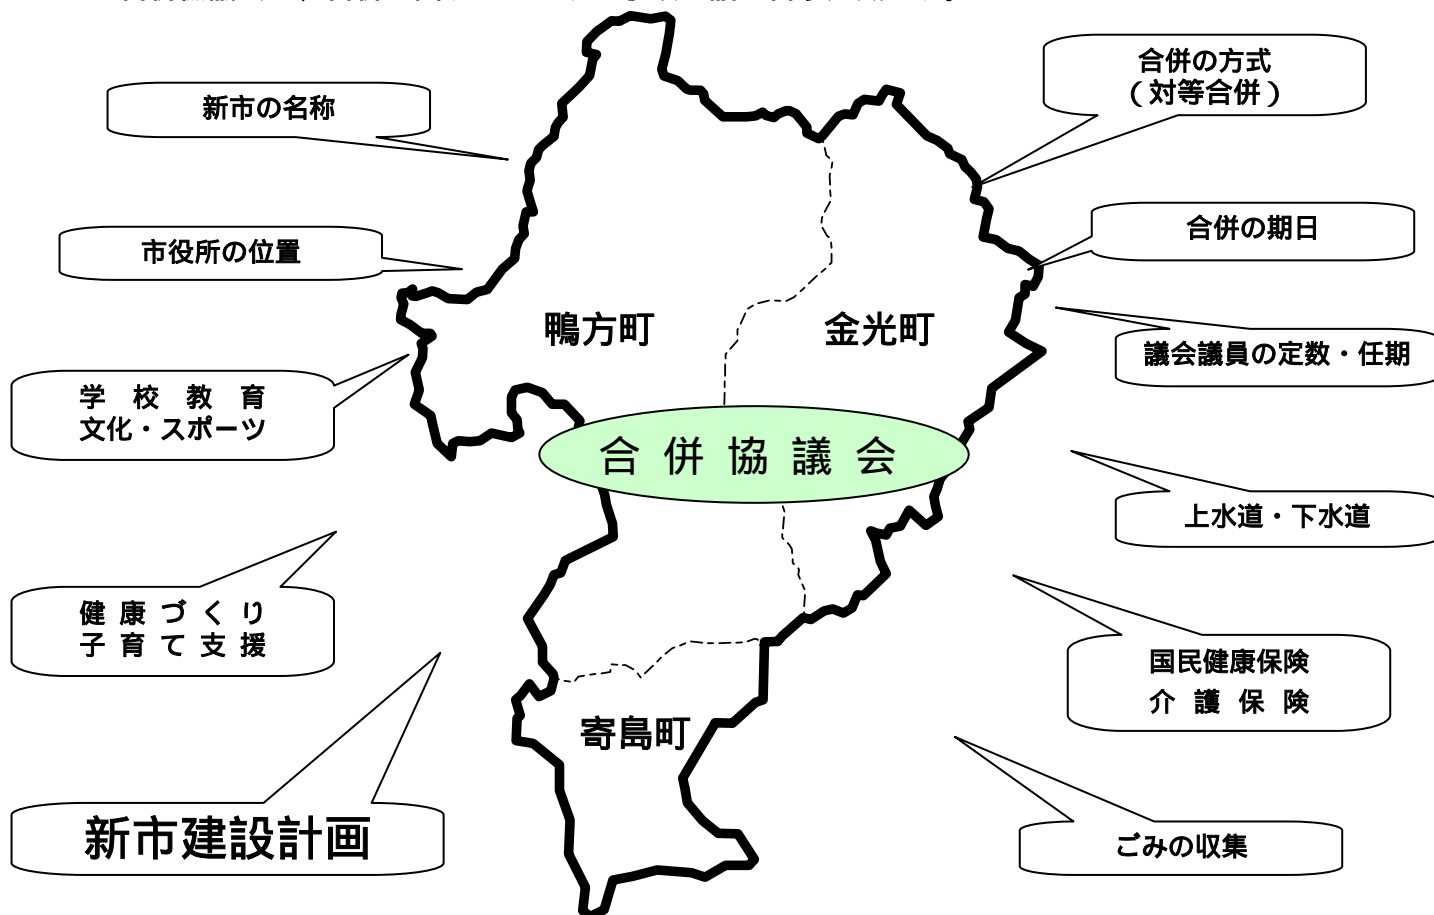 合併の方式
（対等合併）
新市の名称
合併の期日
市役所の位置
鴨方町
金光町
議会議員の定数・任期
学校教育
文化・スポーツ
合併協議会
上水道・下水道
健康づくり
子育て支援
国民健康保険
介護保険
寄島町
新市建設計画
ごみの収集